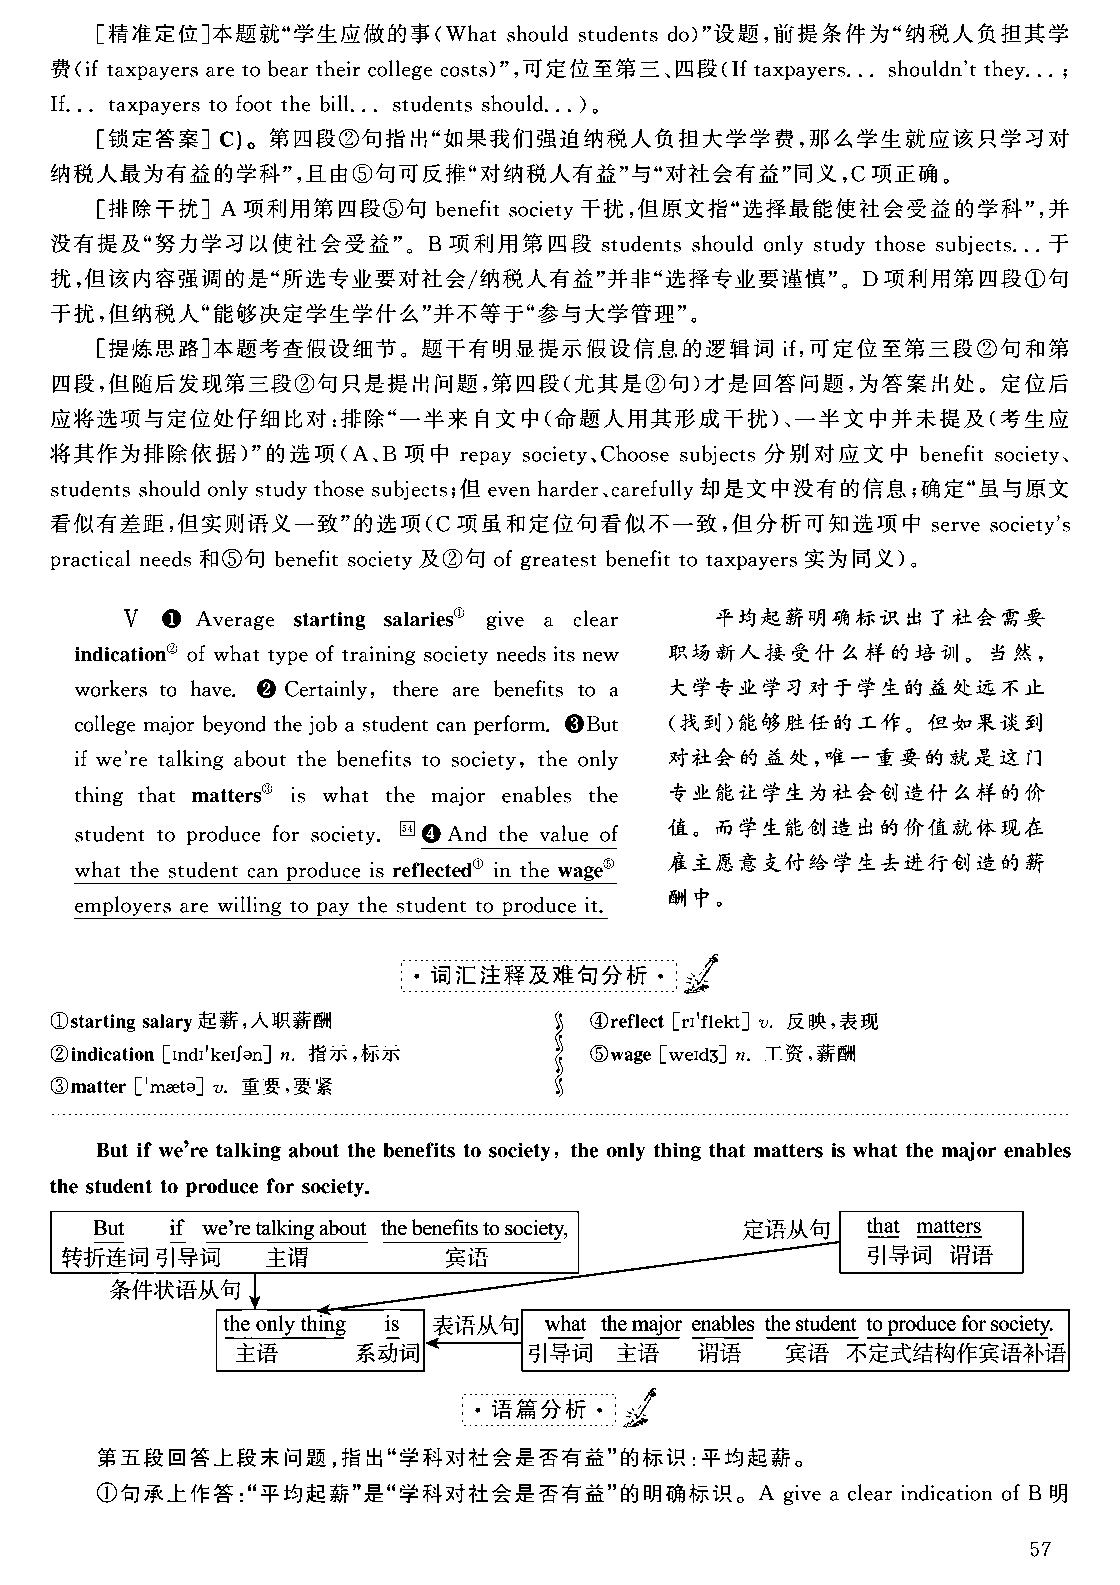 [精准定位]本题就“学生应做的事(What should students do)”设题,前提条件为“纳税人负担其学
费(if taxpayers are to bear their college costs)”,可定位至第三、四段(If taxpayers... shouldn't they...;
If... taxpayers to foot the bill... students should...)。
[锁定答案] C)。第四段②句指出“如果我们强迫纳税人负担大学学费,那么学生就应该只学习对
纳税人最为有益的学科”,且由⑤句可反推“对纳税人有益”与“对社会有益”同义,C项正确。
[排除干扰] A 项利用第四段⑤句 benefit society 干扰,但原文指“选择最能使社会受益的学科”,并
没有提及“努力学习以使社会受益”。B 项利用第四段 students should only study those subjects... 干
扰,但该内容强调的是“所选专业要对社会/纳税人有益”并非“选择专业要谨慎”。D 项利用第四段①句
干扰,但纳税人“能够决定学生学什么”并不等于“参与大学管理”。
[提炼思路]本题考查假设细节。题干有明显提示假设信息的逻辑词 if,可定位至第三段②句和第
四段,但随后发现第三段②句只是提出问题,第四段(尤其是②句)才是回答问题,为答案出处。定位后
应将选项与定位处仔细比对:排除“一半来自文中(命题人用其形成干扰)、一半文中并未提及(考生应
将其作为排除依据)”的选项(A、B 项中 repay society、Choose subjects 分别对应文中 benefit society、
students should only study those subjects;但 even harder、carefully 却是文中没有的信息;确定“虽与原文
看似有差距,但实则语义一致”的选项(C 项虽和定位句看似不一致,但分析可知选项中 serve society's
practical needs 和⑤句 benefit society 及②句 of greatest benefit to taxpayers 实为同义)。
Ⅴ ❶ Average starting salaries① give a clear
indication② of what type of training society needs its new
workers to have. ❷ Certainly, there are benefits to a
college major beyond the job a student can perform. ❸But
if we're talking about the benefits to society, the only
thing that matters③ is what the major enables the
student to produce for society. 54 ❹ And the value of
what the student can produce is reflected④ in the wage⑤
employers are willing to pay the student to produce it.
平均起薪明确标识出了社会需要
职场新人接受什么样的培训。当然,
大学专业学习对于学生的益处远不止
(找到)能够胜任的工作。但如果谈到
对社会的益处,唯一重要的就是这门
专业能让学生为社会创造什么样的价
值。而学生能创造出的价值就体现在
雇主愿意支付给学生去进行创造的薪
酬中。
·词汇注释及难句分析·
①starting salary 起薪,入职薪酬
②indication [ɪndɪ'keɪʃən] n. 指示,标示
③matter ['mætə] v. 重要,要紧
④reflect [rɪ'flekt] v. 反映,表现
⑤wage [weɪdʒ] n. 工资,薪酬
But if we're talking about the benefits to society, the only thing that matters is what the major enables
the student to produce for society.
But if we're talking about the benefits to society,
转折连词 引导词 主谓 宾语
定语从句
that matters
引导词 谓语
条件状语从句
the only thing is
主语 系动词
表语从句
what the major enables the student to produce for society.
引导词 主语 谓语 宾语 不定式结构作宾语补语
·语篇分析·
第五段回答上段末问题,指出“学科对社会是否有益”的标识:平均起薪。
①句承上作答:“平均起薪”是“学科对社会是否有益”的明确标识。A give a clear indication of B 明
57